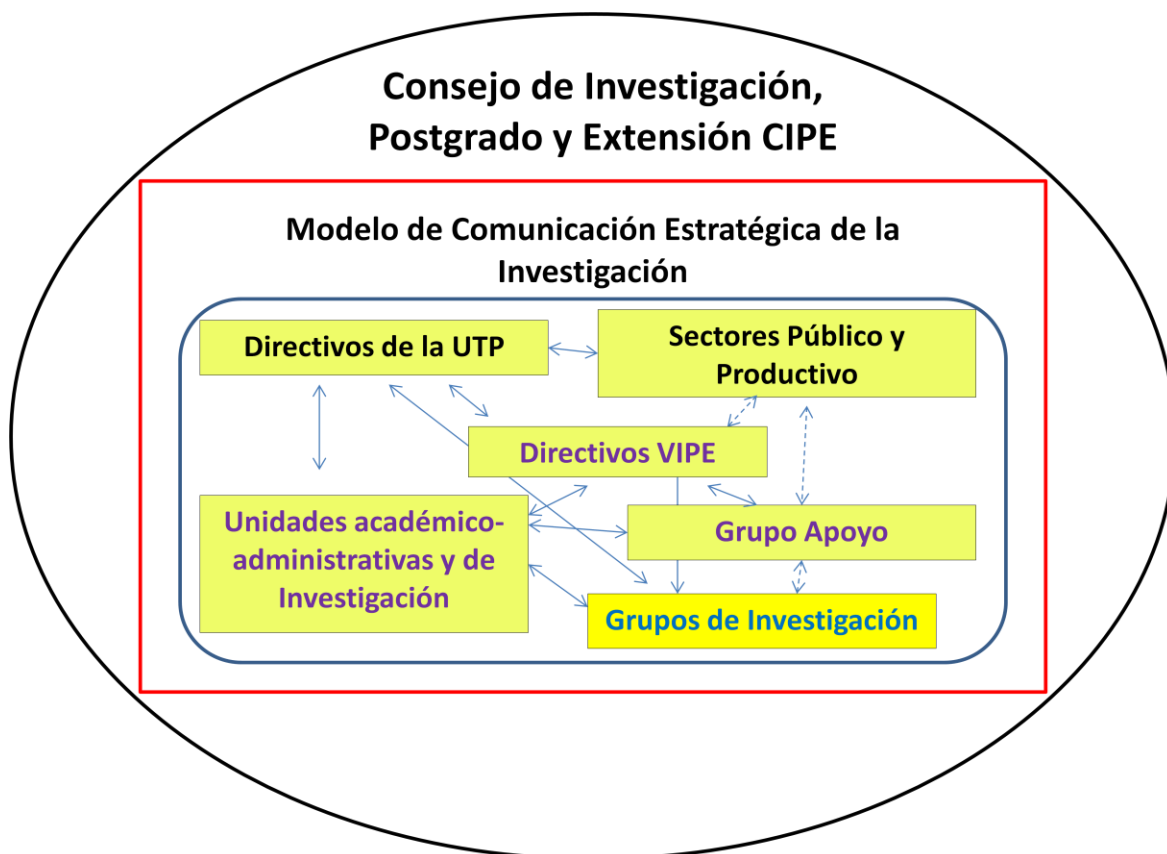 Consejo de Investigación,
Postgrado y Extensión CIPE
Modelo de Comunicación Estratégica de la
Investigación
Directivos de la UTP
Sectores Público y
Productivo
Directivos VIPE
Unidades académico-
administrativas y de
Investigación
Grupo Apoyo
Grupos de Investigación